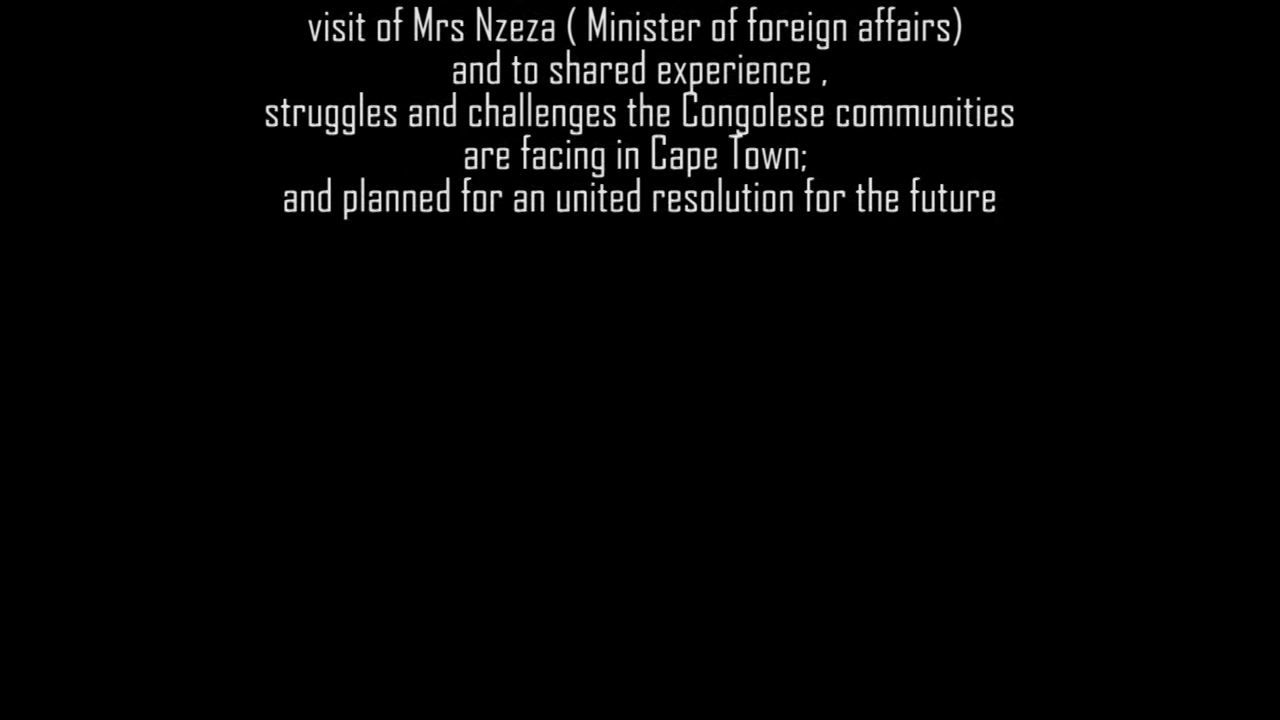 visit of Mrs Nzeza ( Minister of foreign affairs)
and to shared experience ,
struggles and challenges the Congolese communities
are facing in Cape Town;
and planned for an united resolution for the future